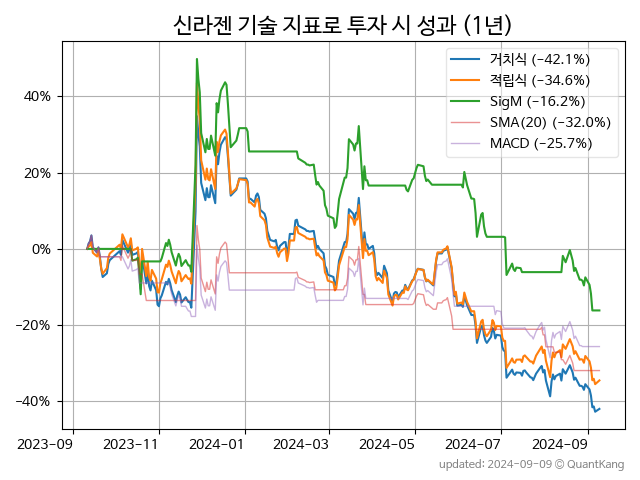 신라젠 기술 지표로 투자 시 성과 (1년)
거치식 (−42.1%)
적립식 (−34.6%)
SigM (−16.2%)
SMA(20) (−32.0%)
MACD (−25.7%)
40%
20%
0%
−20%
−40%
2023-09 2023-11 2024-01 2024-03 2024-05 2024-07 2024-09
updated: 2024-09-09 © QuantKang